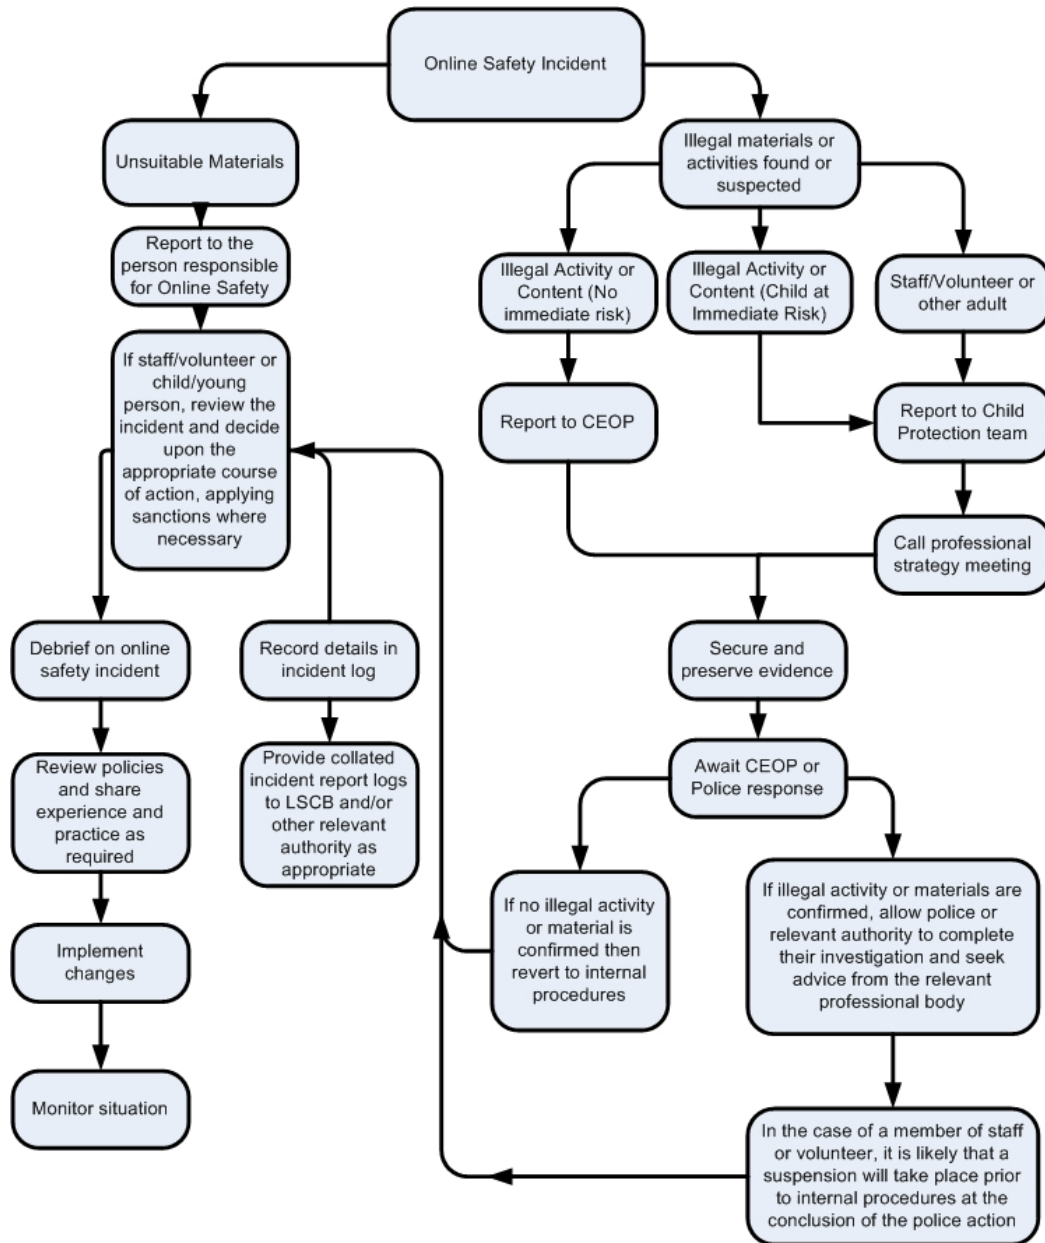 Online Safety Incident
Unsuitable Materials
Report to the
person responsible
for Online Safety
If staff/volunteer or
child/young
person, review the
incident and decide
upon the
appropriate course
of action, applying
sanctions where
necessary
Debrief on online
safety incident
Review policies
and share
experience and
practice as
required
Implement
changes
Monitor situation
Record details in
incident log
Provide collated
incident report logs
to LSCB and/or
other relevant
authority as
appropriate
Illegal materials or
activities found or
suspected
Illegal Activity or
Content (No
immediate risk)
Illegal Activity or
Content (Child at
Immediate Risk)
Staff/Volunteer or
other adult
Report to CEOP
Report to Child
Protection team
Call professional
strategy meeting
Secure and
preserve evidence
Await CEOP or
Police response
If no illegal activity
or material is
confirmed then
revert to internal
procedures
If illegal activity or materials are
confirmed, allow police or
relevant authority to complete
their investigation and seek
advice from the relevant
professional body
In the case of a member of staff
or volunteer, it is likely that a
suspension will take place prior
to internal procedures at the
conclusion of the police action